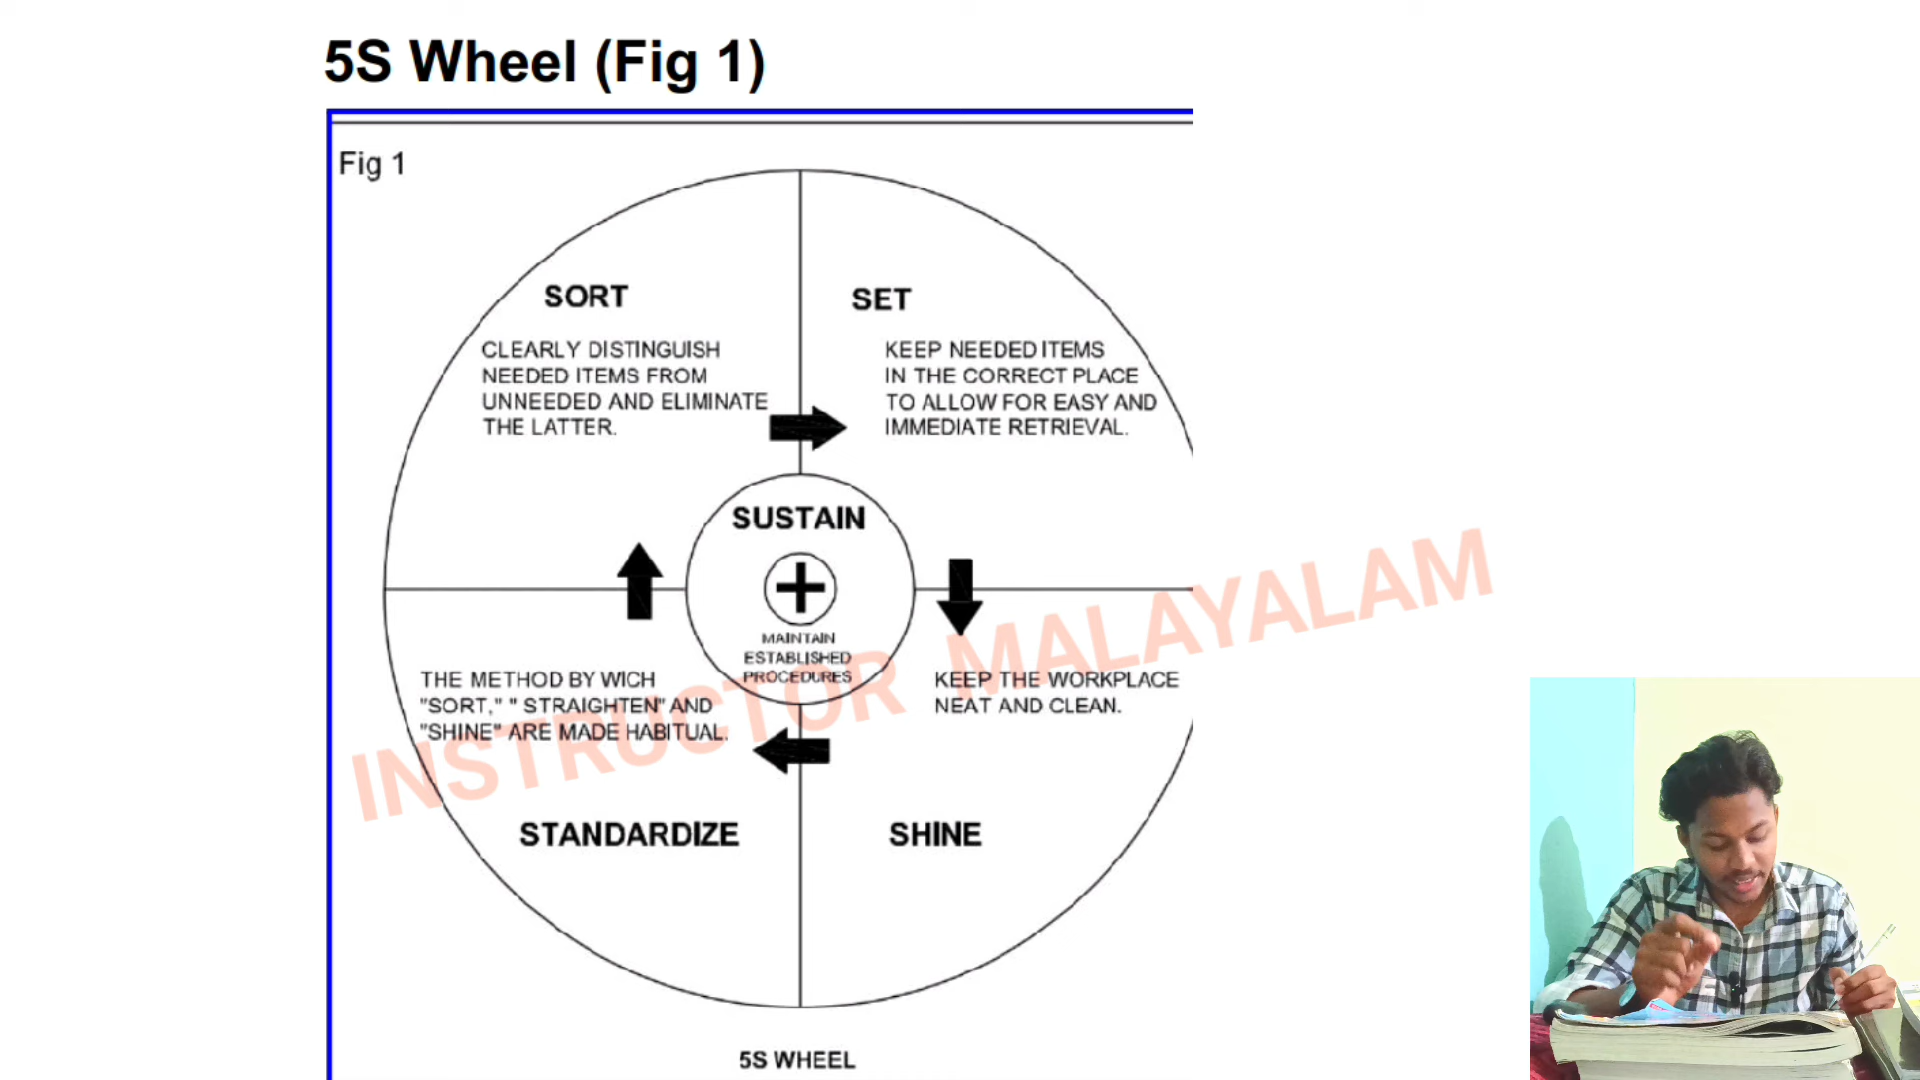 5S Wheel (Fig 1)
Fig 1
SORT
CLEARLY DISTINGUISH
NEEDED ITEMS FROM
UNNEEDED AND ELIMINATE
THE LATTER.
SET
KEEP NEEDED ITEMS
IN THE CORRECT PLACE
TO ALLOW FOR EASY AND
IMMEDIATE RETRIEVAL.
SUSTAIN
MAINTAIN
ESTABLISHED
PROCEDURES
THE METHOD BY WICH
"SORT," " STRAIGHTEN" AND
"SHINE" ARE MADE HABITUAL.
STANDARDIZE
KEEP THE WORKPLACE
NEAT AND CLEAN.
SHINE
INSTRUCTOR MALAYALAM
5S WHEEL